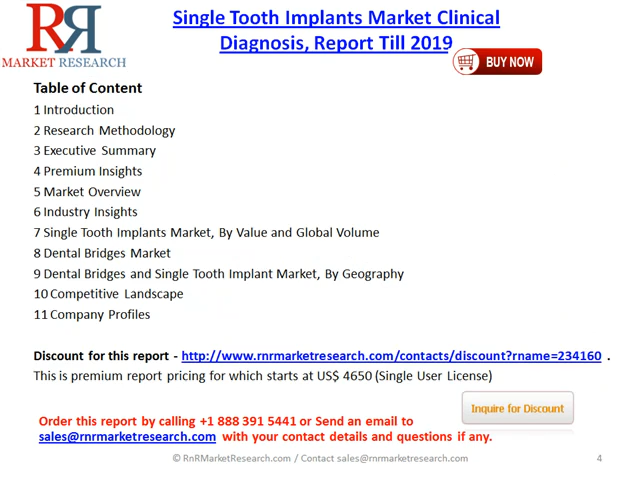 RR
MARKET RESEARCH
Single Tooth Implants Market Clinical
Diagnosis, Report Till 2019
BUY NOW
Table of Content
1 Introduction
2 Research Methodology
3 Executive Summary
4 Premium Insights
5 Market Overview
6 Industry Insights
7 Single Tooth Implants Market, By Value and Global Volume
8 Dental Bridges Market
9 Dental Bridges and Single Tooth Implant Market, By Geography
10 Competitive Landscape
11 Company Profiles
Discount for this report - http://www.rnrmarketresearch.com/contacts/discount?rname=234160 .
This is premium report pricing for which starts at US$ 4650 (Single User License)
Inquire for Discount
Order this report by calling +1 888 391 5441 or Send an email to
sales@rnrmarketresearch.com with your contact details and questions if any.
© RnRMarketResearch.com / Contact sales@rnrmarketresearch.com
4